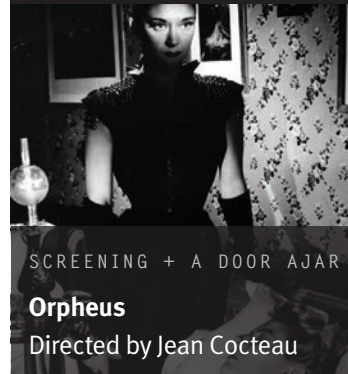 SCREENING + A DOOR AJAR
Orpheus
Directed by Jean Cocteau